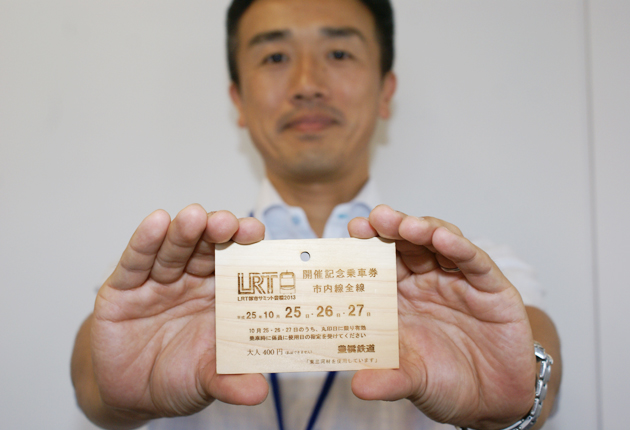 LRT
開催記念乗車券
市内線全線
LRT都市サミット豊橋2013
平成25年10月25日・26日・27日
10月25・26・27日のうち、丸印日に限り有効
乗車時に係員に使用日の指定を受けてください
大人400円
豊橋鉄道